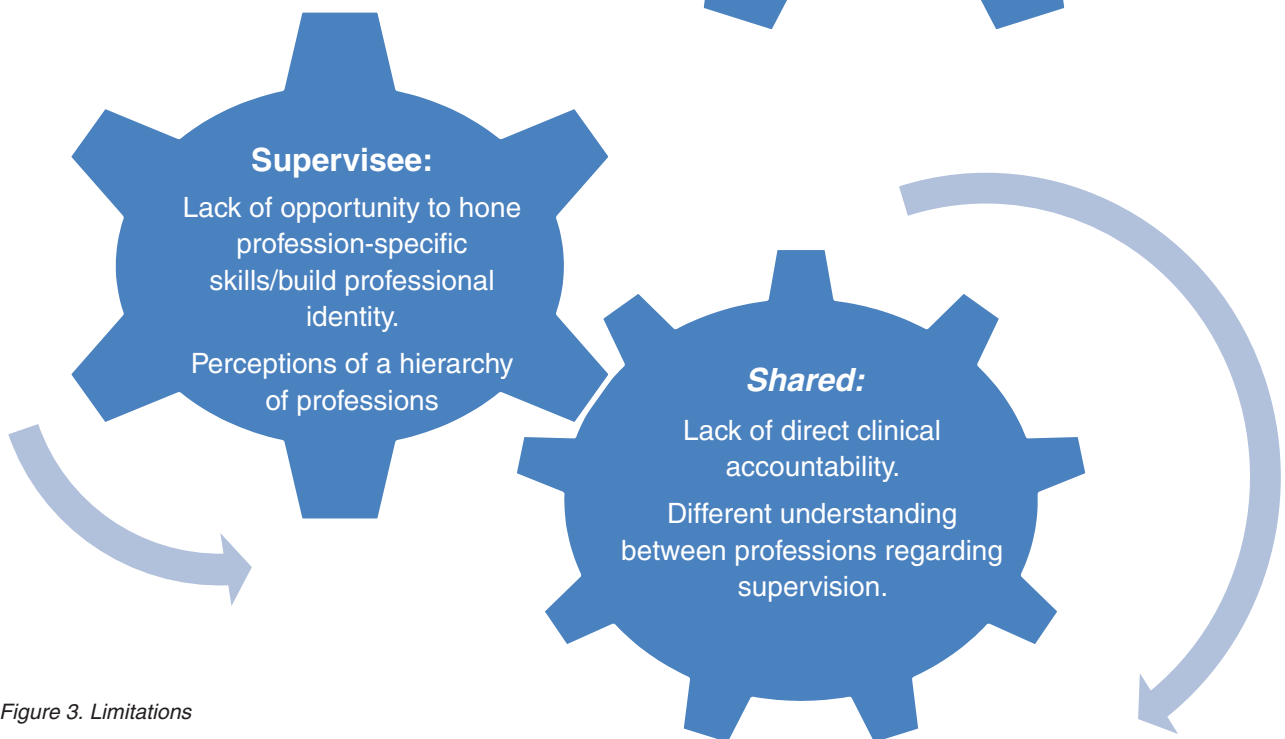 Supervisee:
Lack of opportunity to hone
profession-specific
skills/build professional
identity.
Perceptions of a hierarchy
of professions
Shared:
Lack of direct clinical
accountability.
Different understanding
between professions regarding
supervision.
Figure 3. Limitations